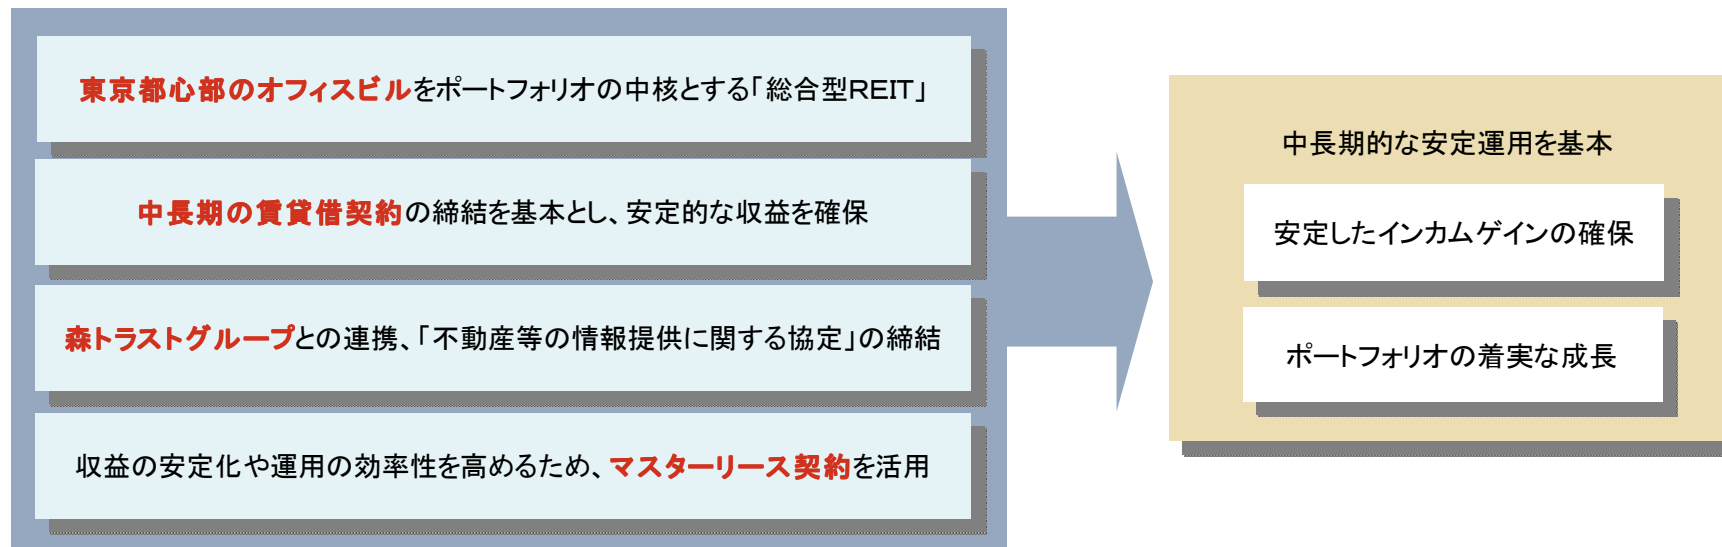 東京都心部のオフィスビルをポートフォリオの中核とする「総合型REIT」
中長期の賃貸借契約の締結を基本とし、安定的な収益を確保
森トラストグループとの連携、「不動産等の情報提供に関する協定」の締結
収益の安定化や運用の効率性を高めるため、マスターリース契約を活用
中長期的な安定運用を基本
安定したインカムゲインの確保
ポートフォリオの着実な成長